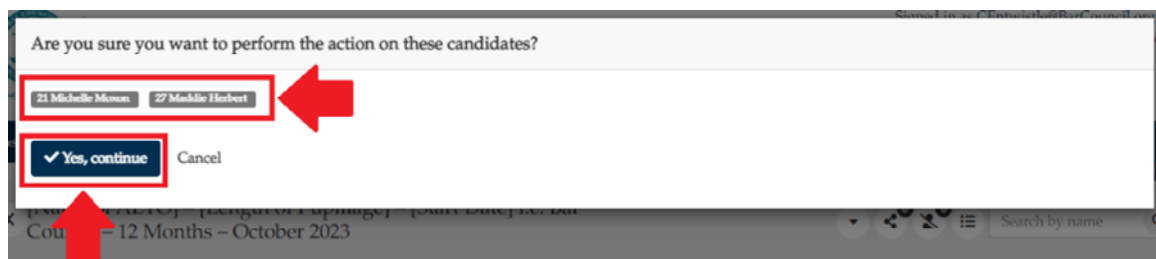 Signed in as CEntwistle@BarCouncil.org
Are you sure you want to perform the action on these candidates?
21 Michelle Moxon 27 Maddie Herbert
Yes, continue Cancel
[Name of AETO] – [Length of Pupillage] – [Start Date] i.e. Bar
– 12 Months – October 2023
Search by name